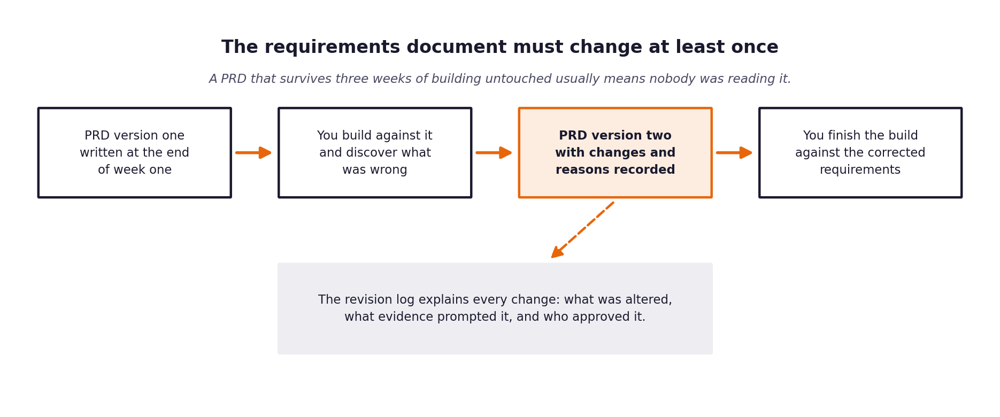 The requirements document must change at least once
A PRD that survives three weeks of building untouched usually means nobody was reading it.
PRD version one
written at the end
of week one
You build against it
and discover what
was wrong
PRD version two
with changes and
reasons recorded
You finish the build
against the corrected
requirements
The revision log explains every change: what was altered,
what evidence prompted it, and who approved it.